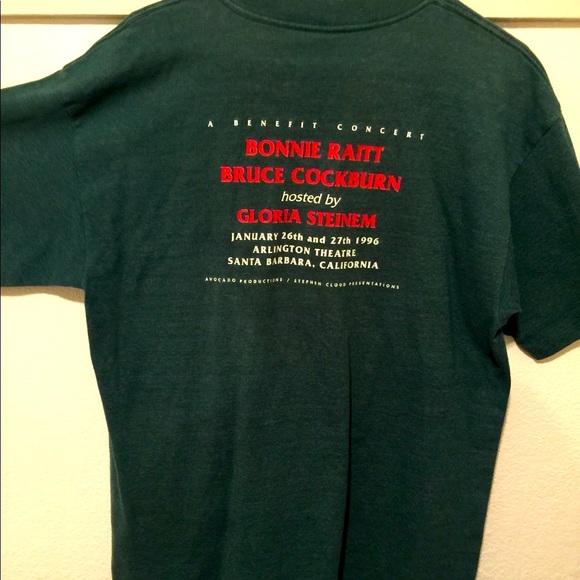 A BENEFIT CONCERT
BONNIE RAITT
BRUCE COCKBURN
hosted by
GLORIA STEINEM
JANUARY 26th and 27th 1996
ARLINGTON THEATRE
SANTA BARBARA, CALIFORNIA
AVOCADO PRODUCTIONS / STEPHEN CLOUD PRESENTATIONS